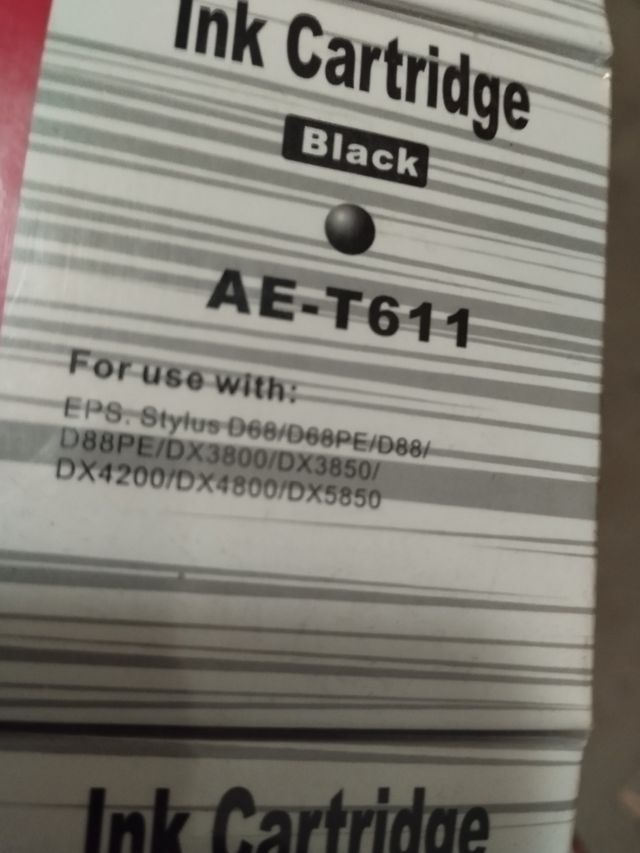 Ink Cartridge
Black
AE-T611
For use with:
EPS. Stylus D68/D68PE/D88/
D88PE/DX3800/DX3850/
DX4200/DX4800/DX5850
Ink Cartridge